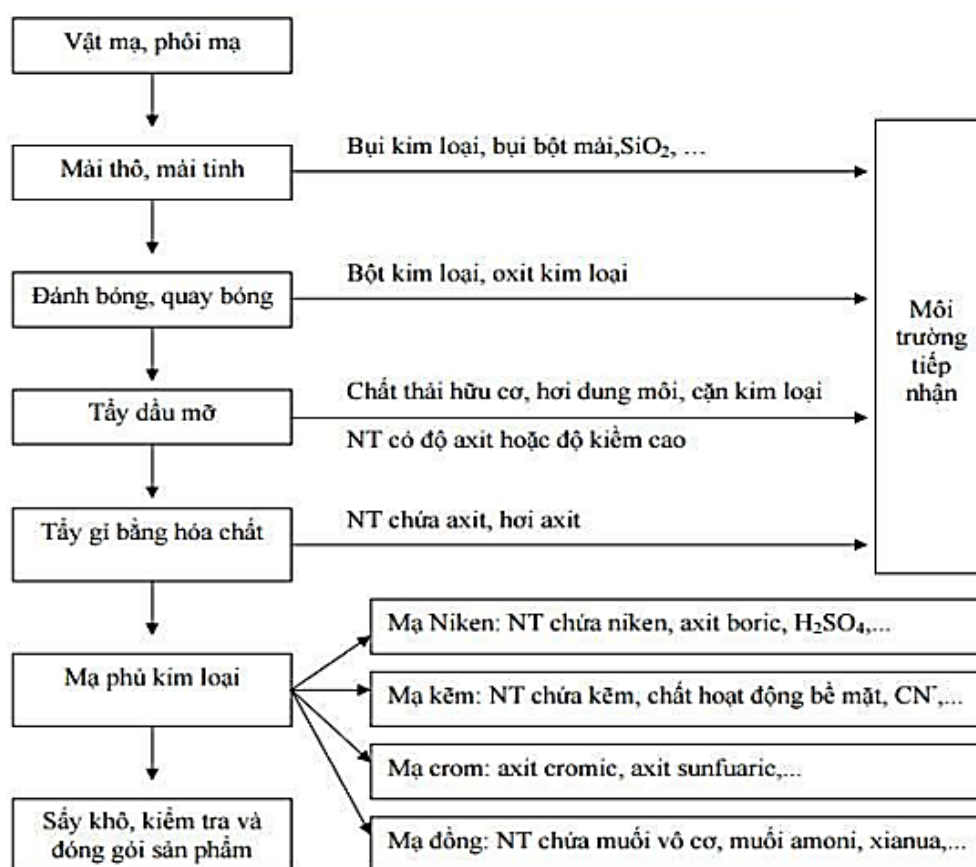 Vật mạ, phôi mạ
Mài thô, mài tinh
Bụi kim loại, bụi bột mài,SiO₂, ...
Đánh bóng, quay bóng
Bột kim loại, oxit kim loại
Môi
trường
tiếp
nhận
Tẩy dầu mỡ
Chất thải hữu cơ, hơi dung môi, cặn kim loại
NT có độ axit hoặc độ kiềm cao
Tẩy gỉ bằng hóa chất
NT chứa axit, hơi axit
Mạ phủ kim loại
Mạ Niken: NT chứa niken, axit boric, H₂SO₄,...
Mạ kẽm: NT chứa kẽm, chất hoạt động bề mặt, CN⁻,...
Mạ crom: axit cromic, axit sunfuaric,...
Mạ đồng: NT chứa muối vô cơ, muối amoni, xianua,...
Sấy khô, kiểm tra và
đóng gói sản phẩm